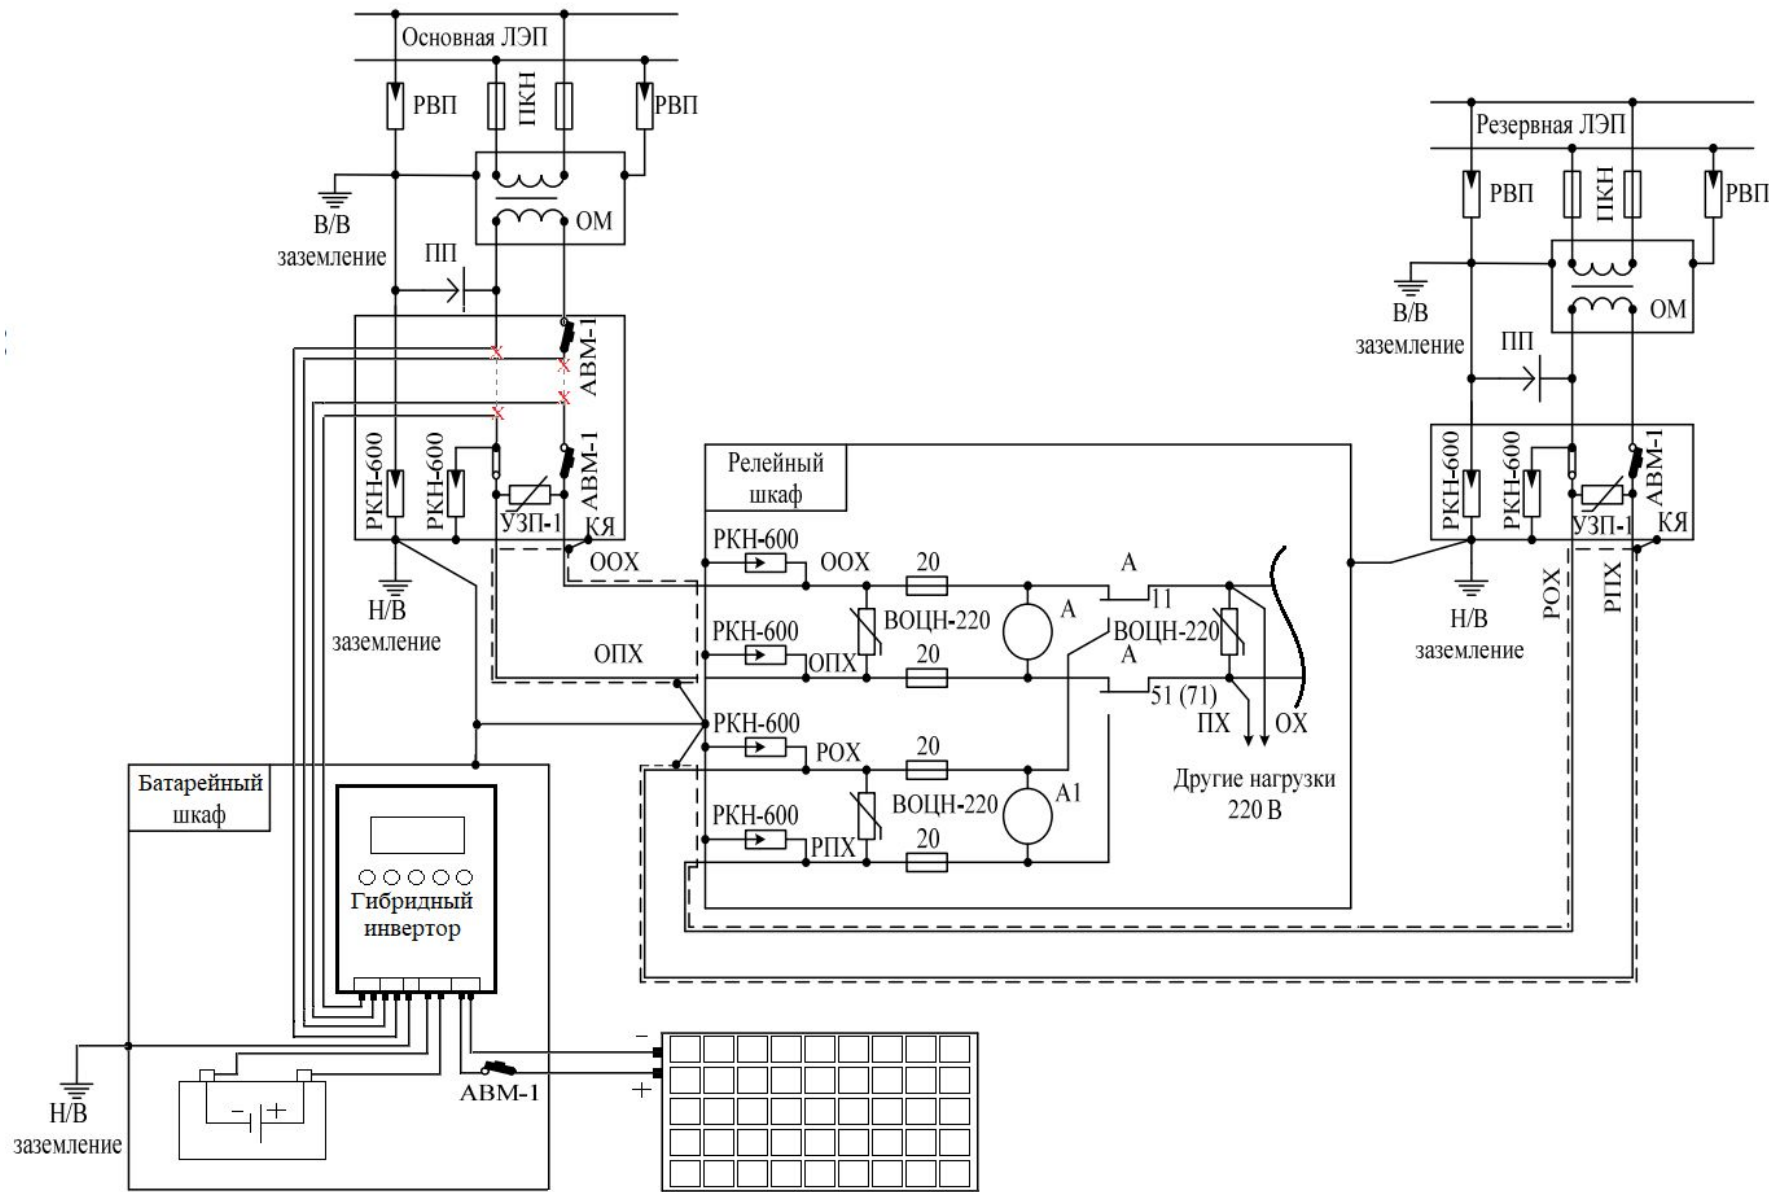 Основная ЛЭП
РВП
ПКН
РВП
В/В
заземление
ОМ
ПП
АВМ-1
РКН-600
РКН-600
АВМ-1
УЗП-1
КЯ
Н/В
заземление
ООХ
ОПХ
Резервная ЛЭП
РВП
ПКН
РВП
В/В
заземление
ОМ
ПП
РКН-600
РКН-600
АВМ-1
УЗП-1
КЯ
РОХ
РПХ
Н/В
заземление
Релейный
шкаф
РКН-600
ООХ
20
А
11
ВОЦН-220
А
ВОЦН-220
РКН-600
ОПХ
20
А
51 (71)
ПХ
ОХ
РКН-600
РОХ
20
Другие нагрузки
220 В
ВОЦН-220
А1
РКН-600
РПХ
20
Батарейный
шкаф
Гибридный
инвертор
Н/В
заземление
-
+
АВМ-1
-
+